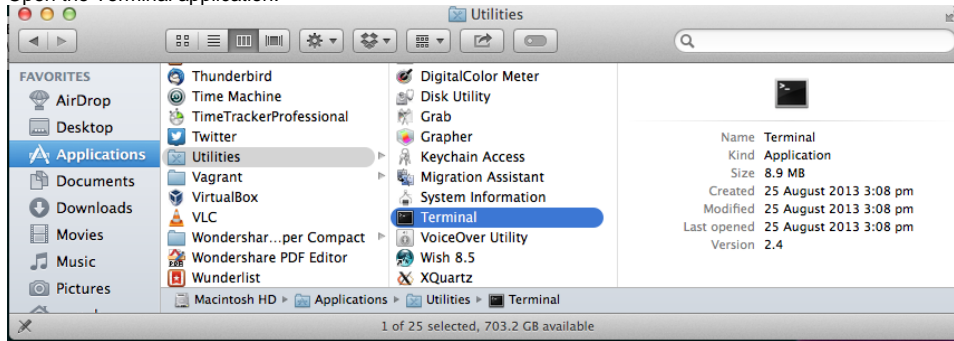 Open the Terminal application.
Utilities
FAVORITES
AirDrop
Desktop
Applications
Documents
Downloads
Movies
Music
Pictures
Thunderbird
Time Machine
TimeTrackerProfessional
Twitter
Utilities
Vagrant
VirtualBox
VLC
Wondershar...per Compact
Wondershare PDF Editor
Wunderlist
DigitalColor Meter
Disk Utility
Grab
Grapher
Keychain Access
Migration Assistant
System Information
Terminal
VoiceOver Utility
Wish 8.5
XQuartz
Name Terminal
Kind Application
Size 8.9 MB
Created 25 August 2013 3:08 pm
Modified 25 August 2013 3:08 pm
Last opened 25 August 2013 3:08 pm
Version 2.4
Macintosh HD ▸ Applications ▸ Utilities ▸ Terminal
1 of 25 selected, 703.2 GB available